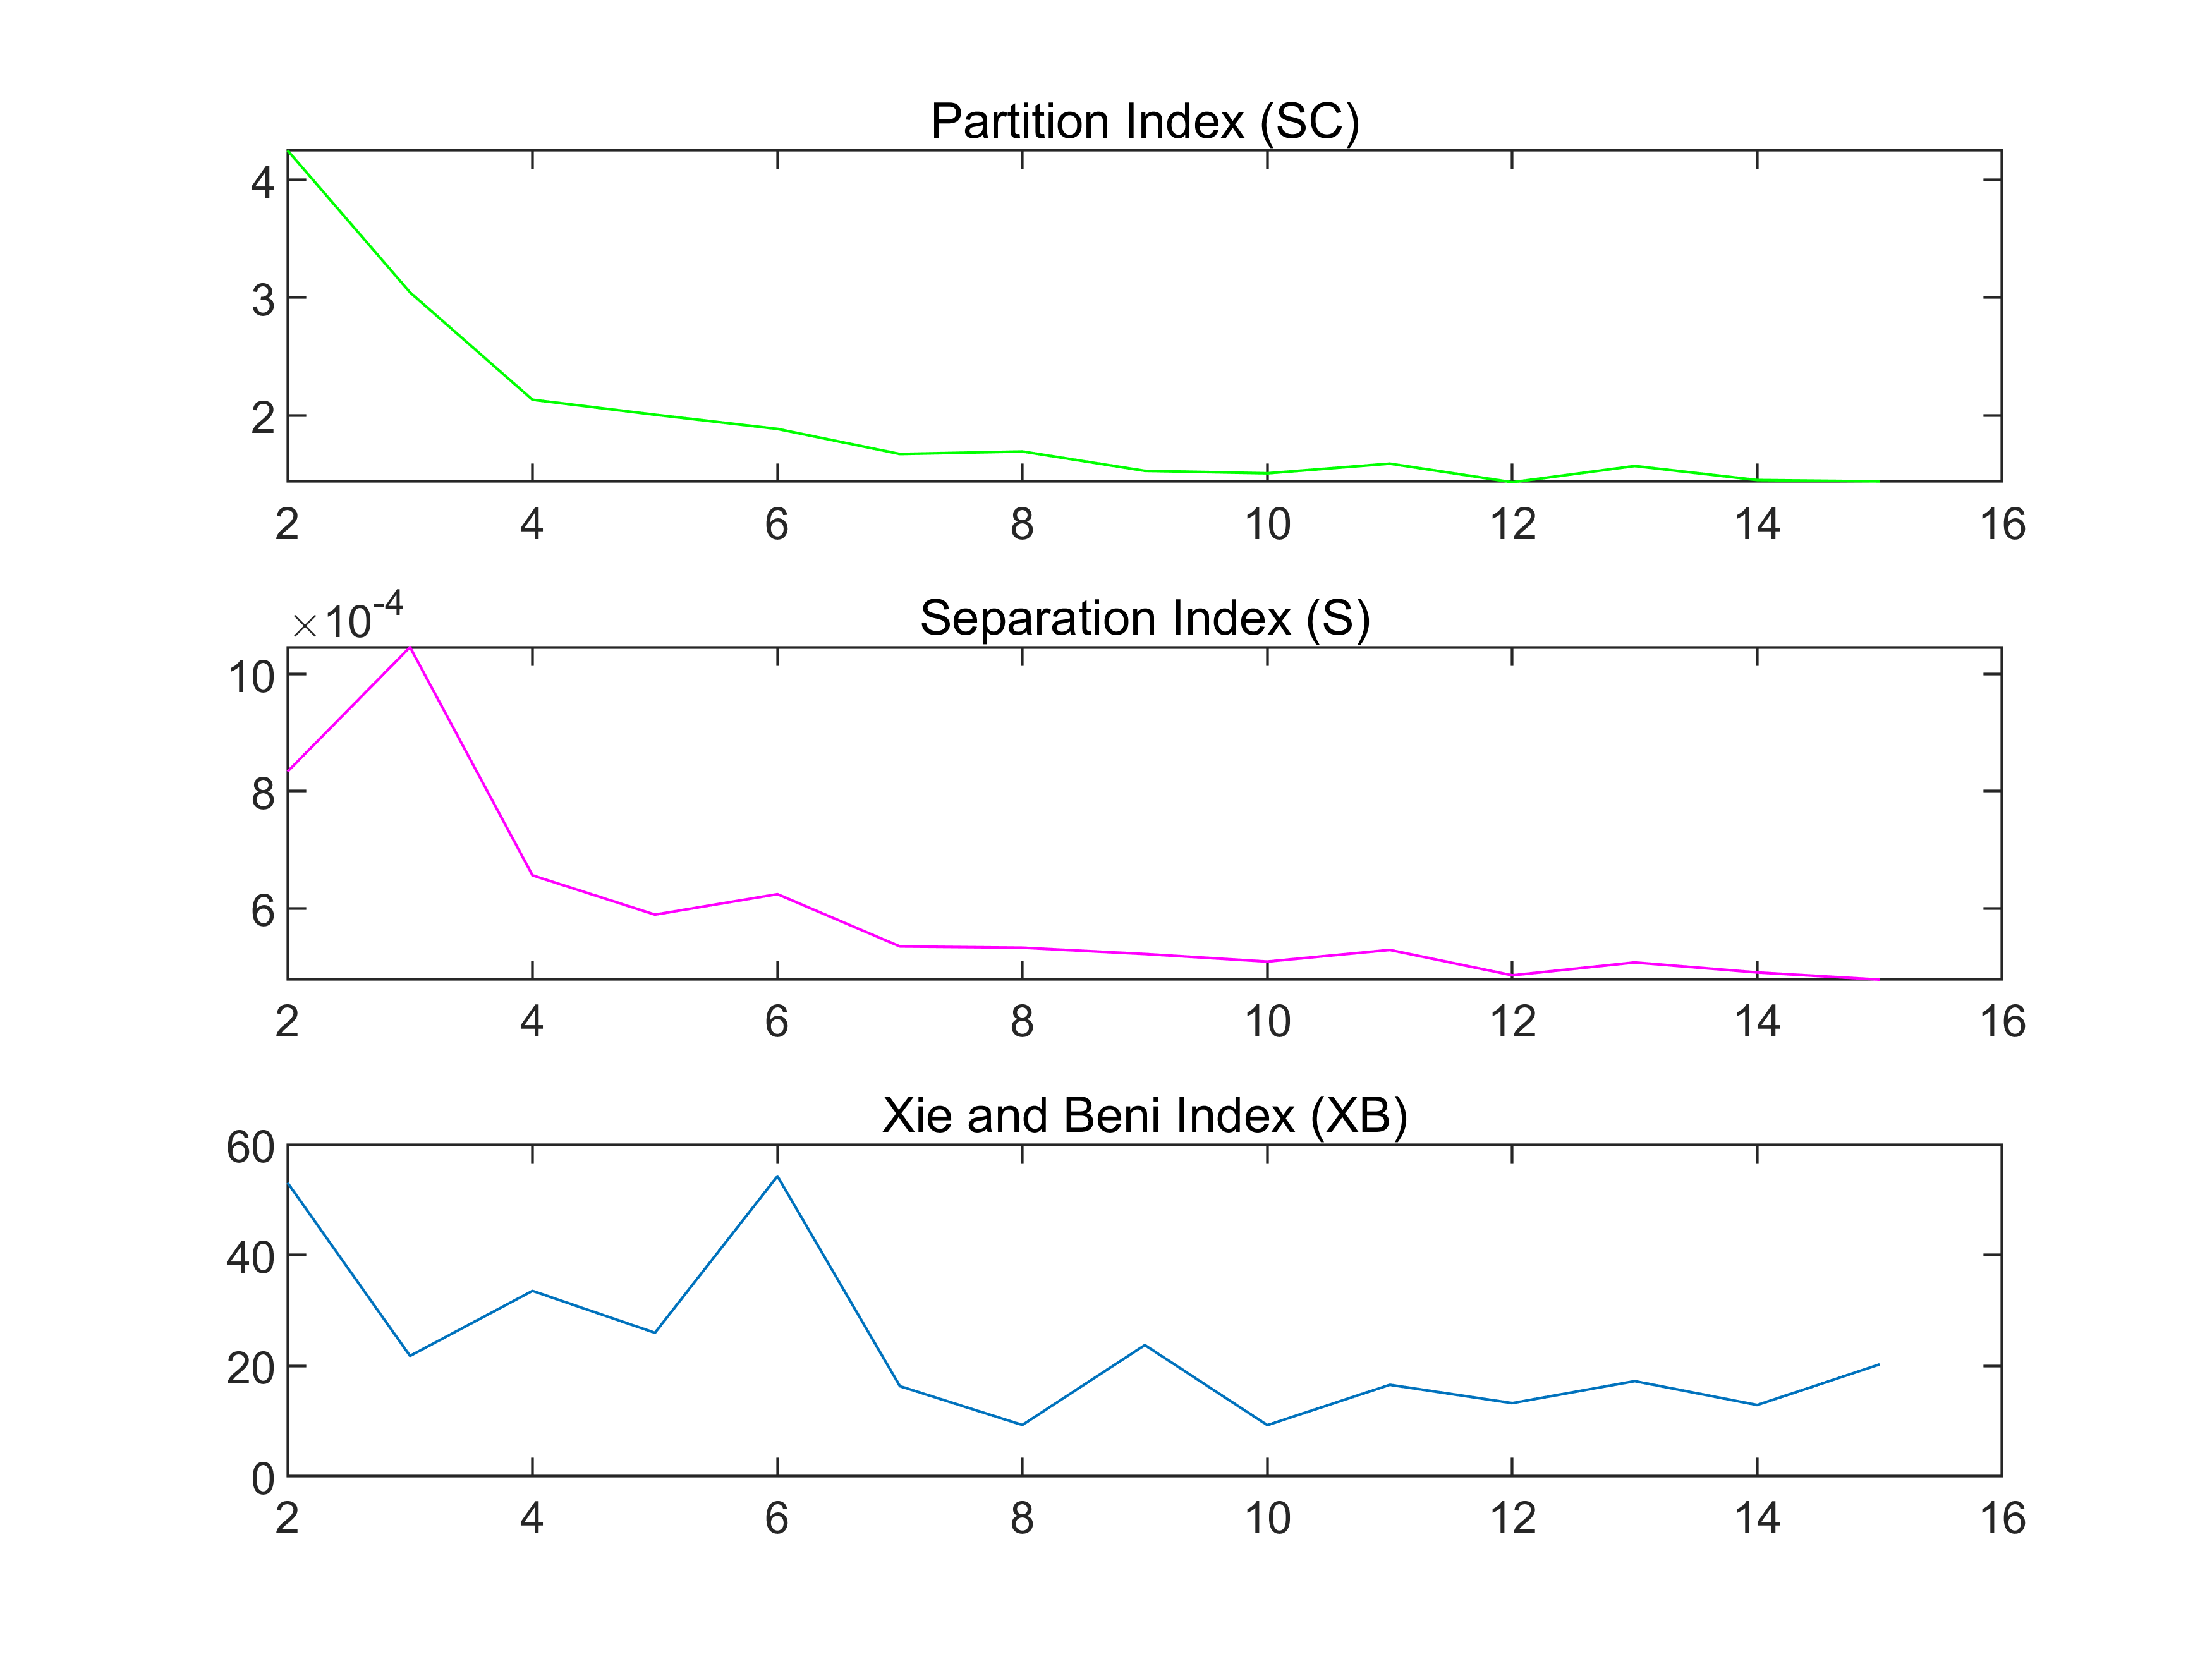 Partition Index (SC)
4
3
2
2 4 6 8 10 12 14 16
×10-4
Separation Index (S)
10
8
6
2 4 6 8 10 12 14 16
Xie and Beni Index (XB)
60
40
20
0
2 4 6 8 10 12 14 16